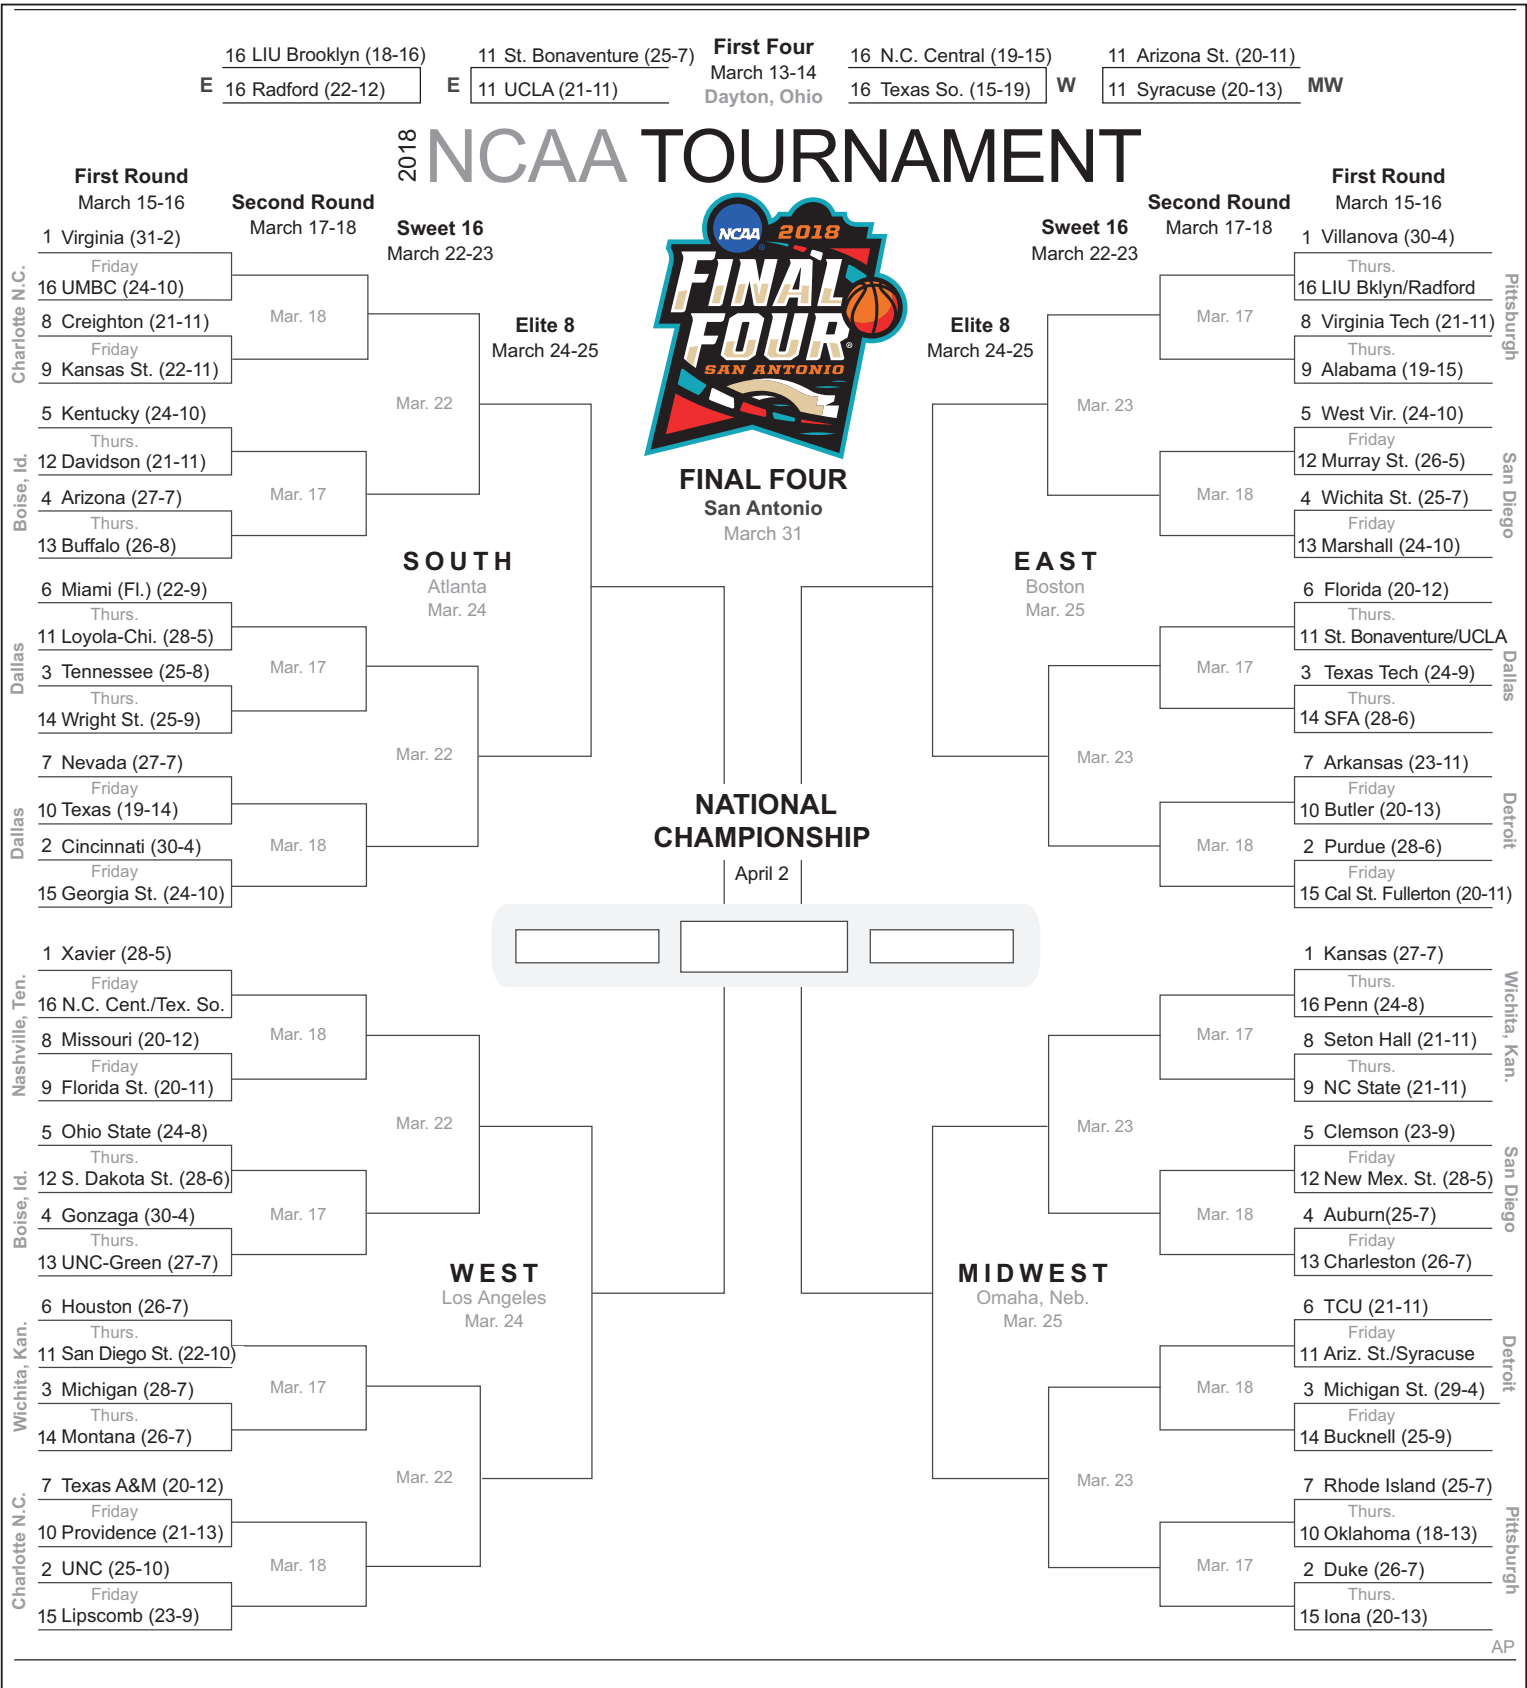 First Four
March 13-14
Dayton, Ohio
16 LIU Brooklyn (18-16)
E 16 Radford (22-12)
11 St. Bonaventure (25-7)
E 11 UCLA (21-11)
16 N.C. Central (19-15)
16 Texas So. (15-19) W
11 Arizona St. (20-11)
11 Syracuse (20-13) MW
2018 NCAA TOURNAMENT
First Round
March 15-16
Second Round
March 17-18
Sweet 16
March 22-23
Elite 8
March 24-25
NCAA 2018
FINAL
FOUR
SAN ANTONIO
Elite 8
March 24-25
Sweet 16
March 22-23
Second Round
March 17-18
First Round
March 15-16
Charlotte N.C.
1 Virginia (31-2)
Friday
16 UMBC (24-10)
Mar. 18
8 Creighton (21-11)
Friday
9 Kansas St. (22-11)
Mar. 22
Boise, Id.
5 Kentucky (24-10)
Thurs.
12 Davidson (21-11)
Mar. 17
4 Arizona (27-7)
Thurs.
13 Buffalo (26-8)
SOUTH
Atlanta
Mar. 24
Dallas
6 Miami (Fl.) (22-9)
Thurs.
11 Loyola-Chi. (28-5)
Mar. 17
3 Tennessee (25-8)
Thurs.
14 Wright St. (25-9)
Mar. 22
Dallas
7 Nevada (27-7)
Friday
10 Texas (19-14)
Mar. 18
2 Cincinnati (30-4)
Friday
15 Georgia St. (24-10)
FINAL FOUR
San Antonio
March 31
NATIONAL
CHAMPIONSHIP
April 2
Pittsburgh
1 Villanova (30-4)
Thurs.
16 LIU Bklyn/Radford
Mar. 17
8 Virginia Tech (21-11)
Thurs.
9 Alabama (19-15)
Mar. 23
San Diego
5 West Vir. (24-10)
Friday
12 Murray St. (26-5)
Mar. 18
4 Wichita St. (25-7)
Friday
13 Marshall (24-10)
EAST
Boston
Mar. 25
Dallas
6 Florida (20-12)
Thurs.
11 St. Bonaventure/UCLA
Mar. 17
3 Texas Tech (24-9)
Thurs.
14 SFA (28-6)
Mar. 23
Detroit
7 Arkansas (23-11)
Friday
10 Butler (20-13)
Mar. 18
2 Purdue (28-6)
Friday
15 Cal St. Fullerton (20-11)
Nashville, Ten.
1 Xavier (28-5)
Friday
16 N.C. Cent./Tex. So.
Mar. 18
8 Missouri (20-12)
Friday
9 Florida St. (20-11)
Mar. 22
Boise, Id.
5 Ohio State (24-8)
Thurs.
12 S. Dakota St. (28-6)
Mar. 17
4 Gonzaga (30-4)
Thurs.
13 UNC-Green (27-7)
WEST
Los Angeles
Mar. 24
Wichita, Kan.
6 Houston (26-7)
Thurs.
11 San Diego St. (22-10)
Mar. 17
3 Michigan (28-7)
Thurs.
14 Montana (26-7)
Mar. 22
Charlotte N.C.
7 Texas A&M (20-12)
Friday
10 Providence (21-13)
Mar. 18
2 UNC (25-10)
Friday
15 Lipscomb (23-9)
Wichita, Kan.
1 Kansas (27-7)
Thurs.
16 Penn (24-8)
Mar. 17
8 Seton Hall (21-11)
Thurs.
9 NC State (21-11)
Mar. 23
San Diego
5 Clemson (23-9)
Friday
12 New Mex. St. (28-5)
Mar. 18
4 Auburn(25-7)
Friday
13 Charleston (26-7)
MIDWEST
Omaha, Neb.
Mar. 25
Detroit
6 TCU (21-11)
Friday
11 Ariz. St./Syracuse
Mar. 18
3 Michigan St. (29-4)
Friday
14 Bucknell (25-9)
Mar. 23
Pittsburgh
7 Rhode Island (25-7)
Thurs.
10 Oklahoma (18-13)
Mar. 17
2 Duke (26-7)
Thurs.
15 Iona (20-13)
AP